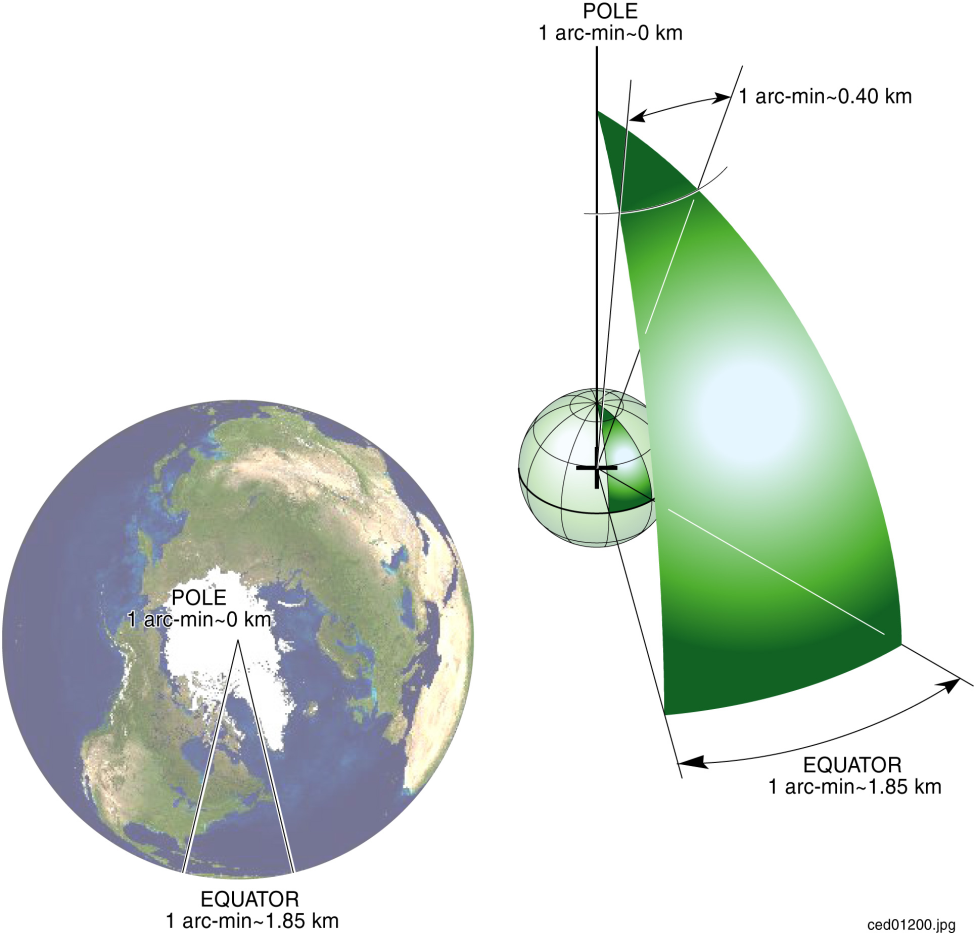 POLE
1 arc-min~0 km
1 arc-min~0.40 km
POLE
1 arc-min~0 km
EQUATOR
1 arc-min~1.85 km
EQUATOR
1 arc-min~1.85 km
ced01200.jpg